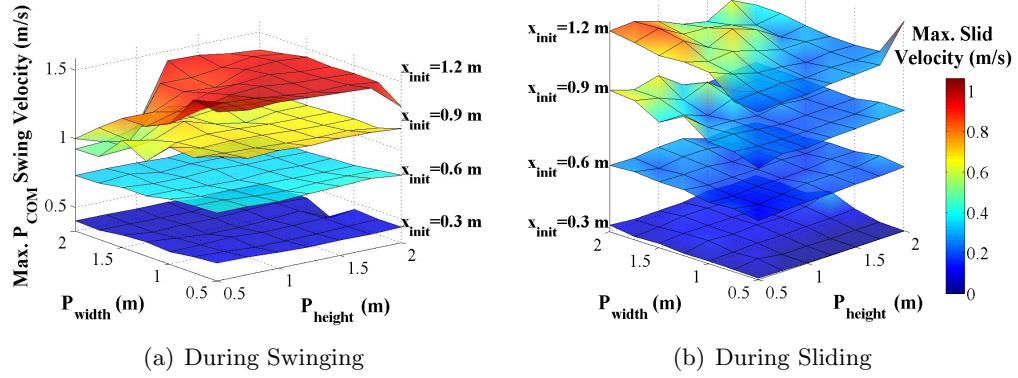 Max. P_COM Swing Velocity (m/s)
1.5
1
0.5
2
1.5
1
0.5
0.5
1
1.5
2
P_width (m)
P_height (m)
x_init=1.2 m
x_init=0.9 m
x_init=0.6 m
x_init=0.3 m
(a) During Swinging
x_init=1.2 m
x_init=0.9 m
x_init=0.6 m
x_init=0.3 m
2
1.5
1
0.5
0.5
1
1.5
2
P_width (m)
P_height (m)
Max. Slid
Velocity (m/s)
1
0.8
0.6
0.4
0.2
0
(b) During Sliding